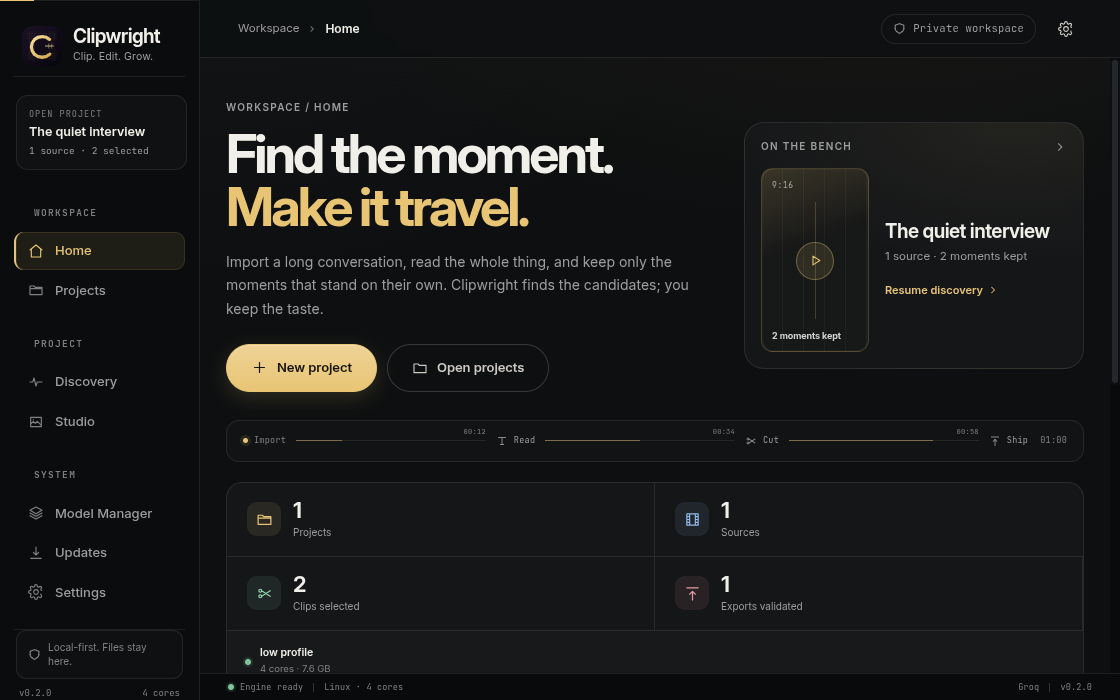 Clipwright
Clip. Edit. Grow.
OPEN PROJECT
The quiet interview
1 source · 2 selected
WORKSPACE
Home
Projects
PROJECT
Discovery
Studio
SYSTEM
Model Manager
Updates
Settings
Local-first. Files stay
here.
v0.2.0 4 cores
Workspace › Home
Private workspace
WORKSPACE / HOME
Find the moment.
Make it travel.
Import a long conversation, read the whole thing, and keep only the
moments that stand on their own. Clipwright finds the candidates; you
keep the taste.
New project
Open projects
ON THE BENCH
9:16
2 moments kept
The quiet interview
1 source · 2 moments kept
Resume discovery
Import 00:12 Read 00:34 Cut 00:58 Ship 01:00
1
Projects
1
Sources
2
Clips selected
1
Exports validated
low profile
4 cores · 7.6 GB
Engine ready | Linux · 4 cores
Groq | v0.2.0